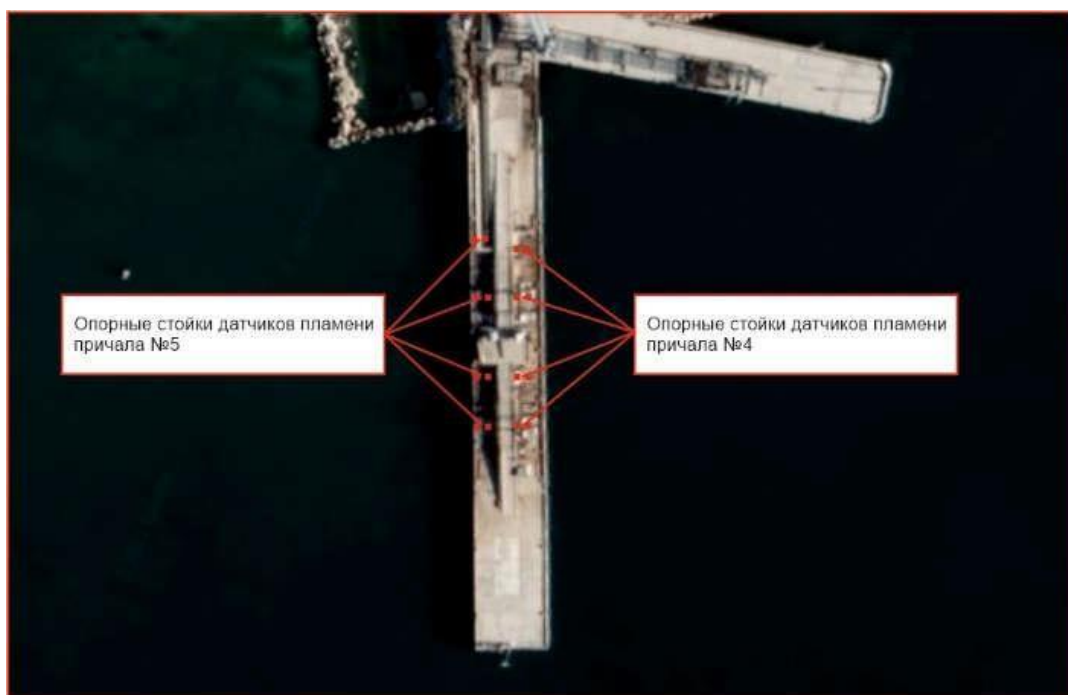 Опорные стойки датчиков пламени
причала №5
Опорные стойки датчиков пламени
причала №4